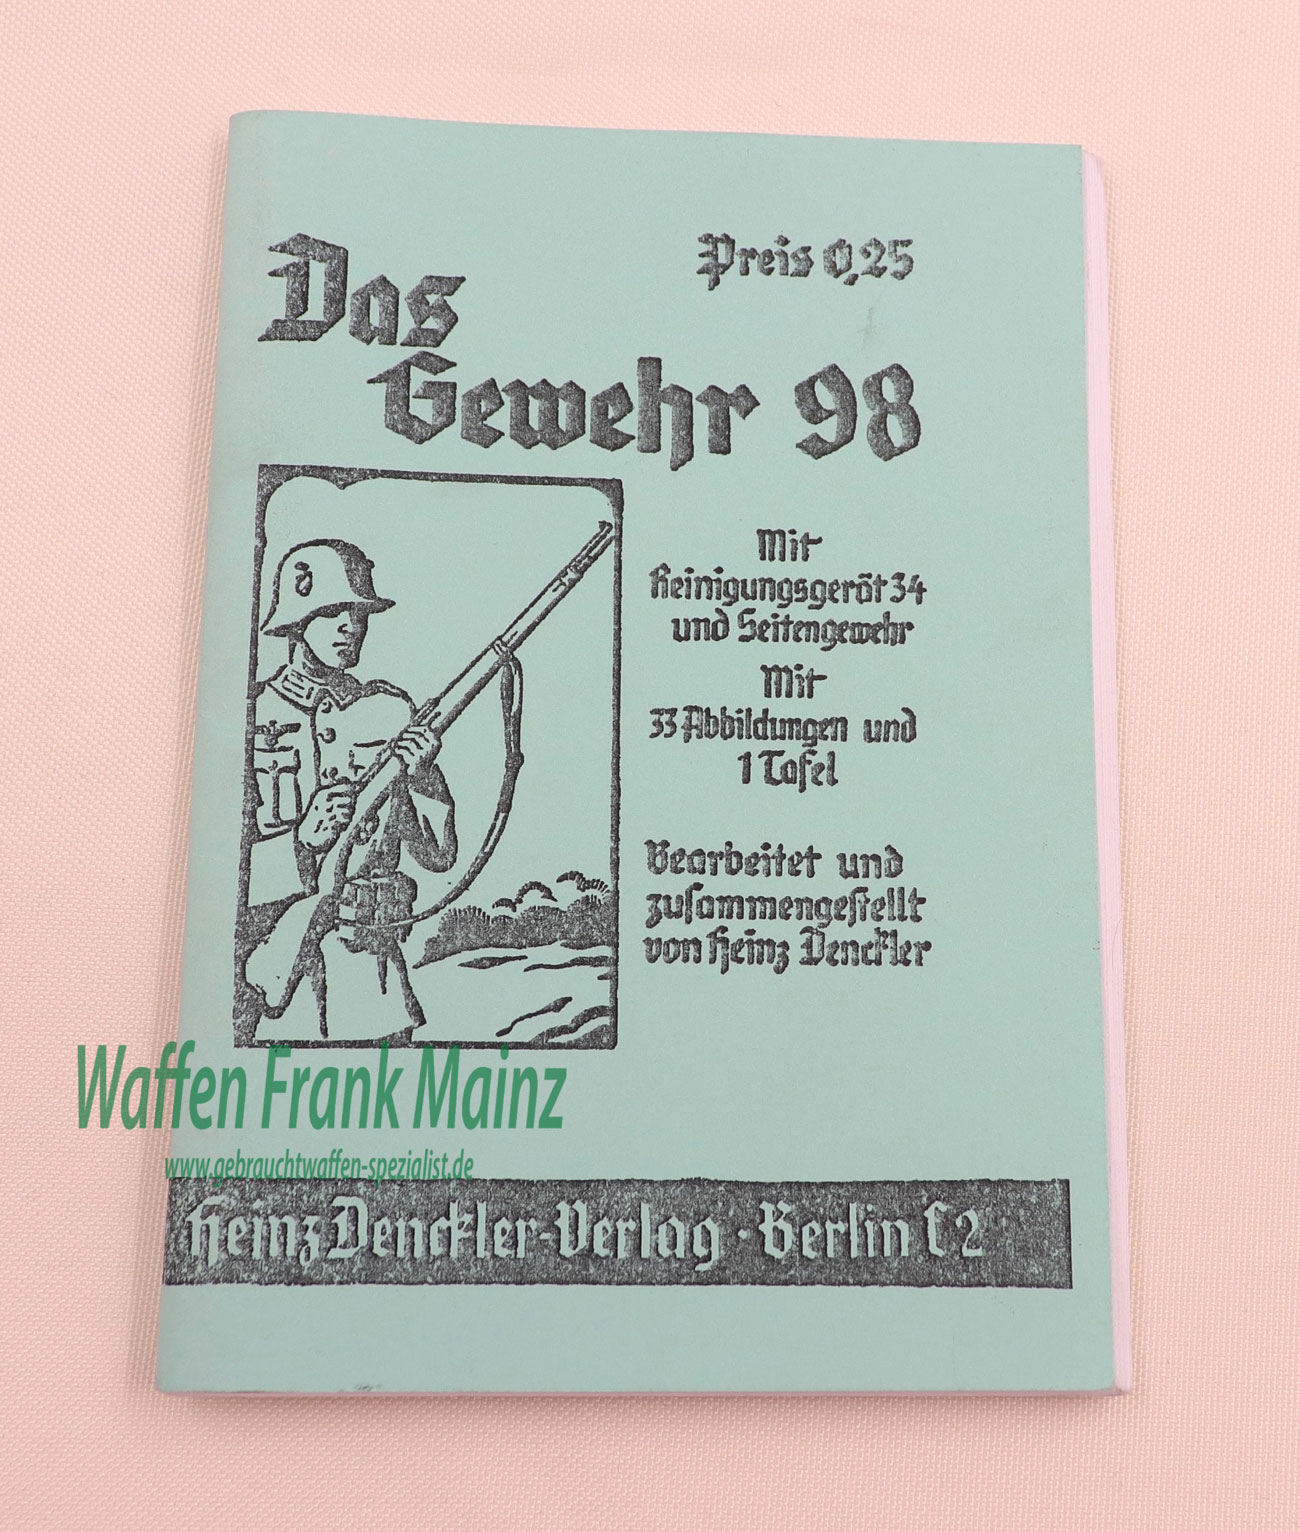 Das
Preis 0,25
Gewehr 98
Mit
Reinigungsgerät 34
und Seitengewehr
Mit
33 Abbildungen und
1 Tafel
Bearbeitet und
zusammengestellt
von Heinz Denckler
Waffen Frank Mainz
www.gebrauchtwaffen-spezialist.de
Heinz Denckler-Verlag · Berlin C 2